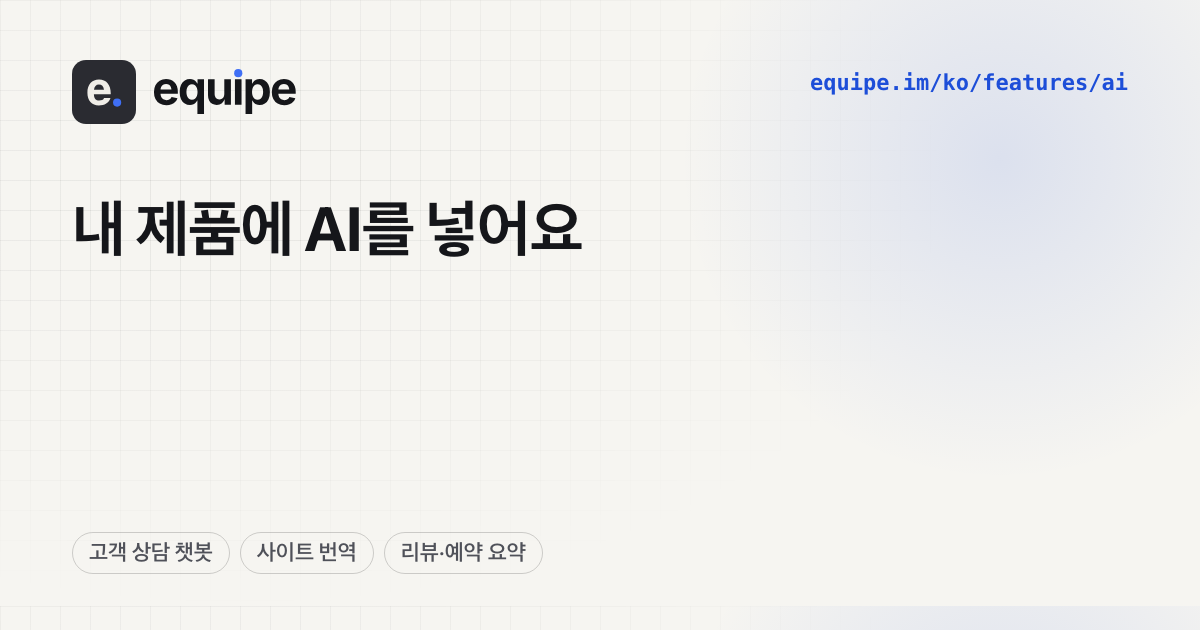 e. equipe
equipe.im/ko/features/ai
내 제품에 AI를 넣어요
고객 상담 챗봇
사이트 번역
리뷰·예약 요약